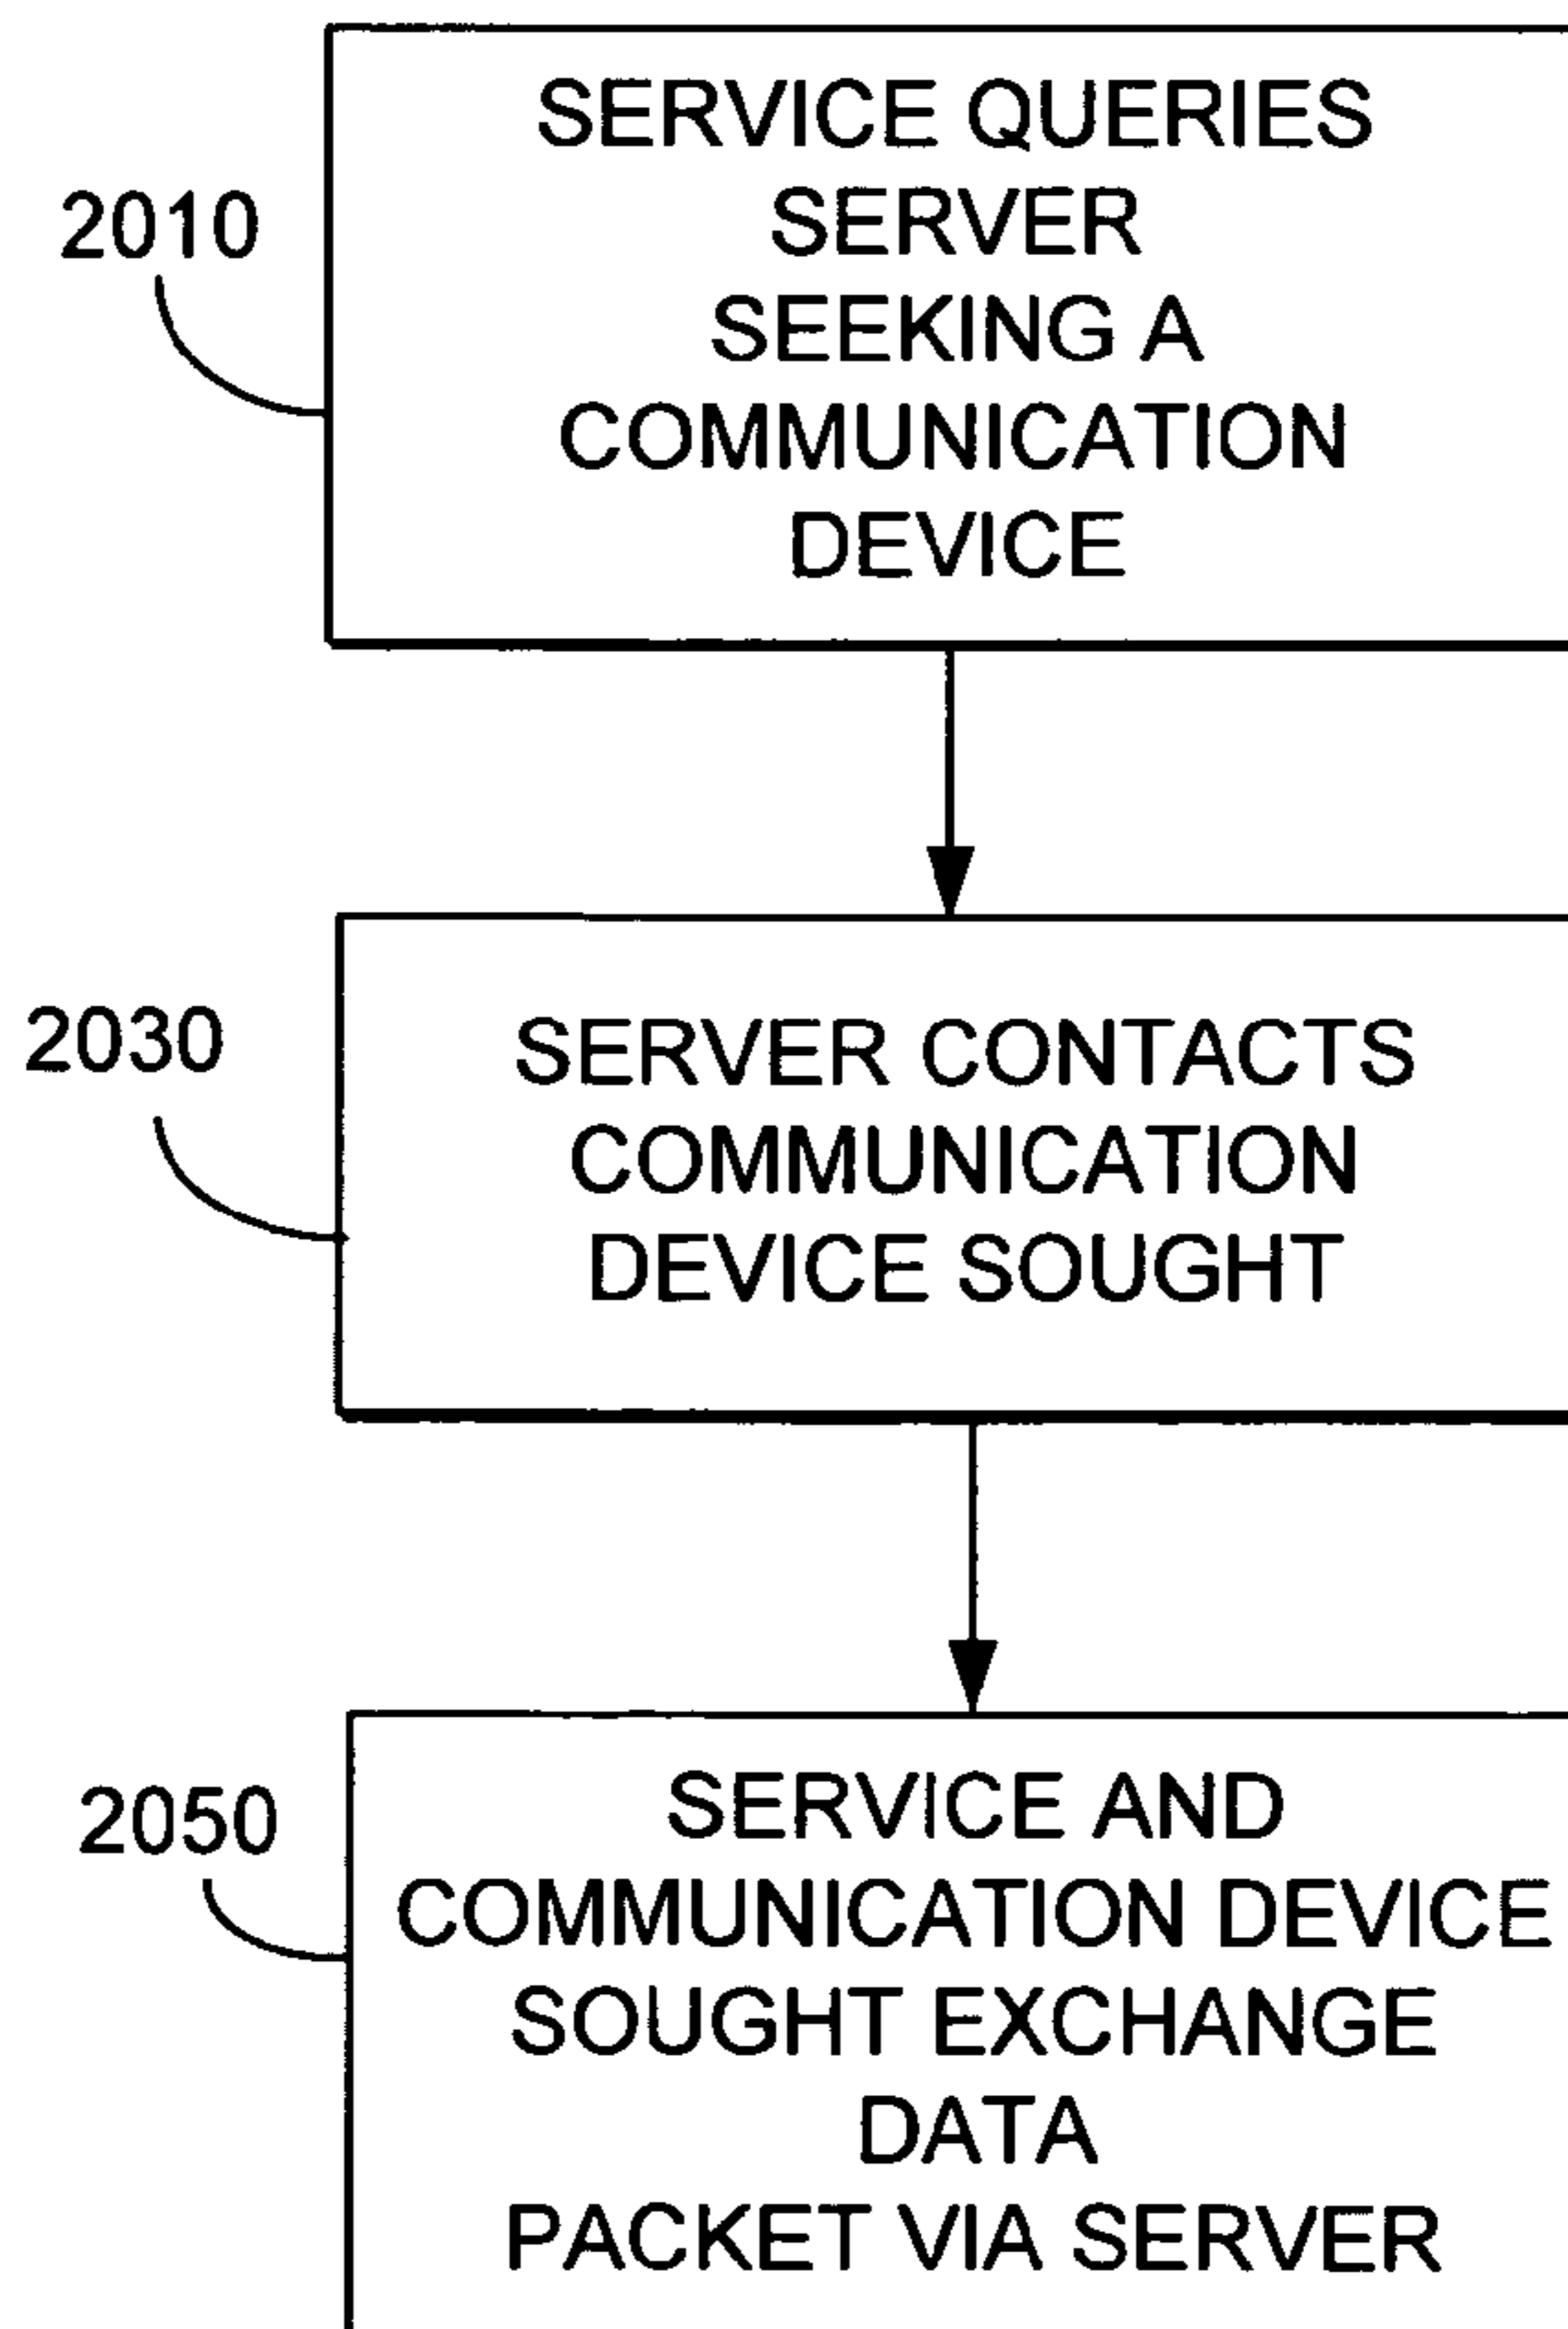 2010
SERVICE QUERIES
SERVER
SEEKING A
COMMUNICATION
DEVICE
2030
SERVER CONTACTS
COMMUNICATION
DEVICE SOUGHT
2050
SERVICE AND
COMMUNICATION DEVICE
SOUGHT EXCHANGE
DATA
PACKET VIA SERVER